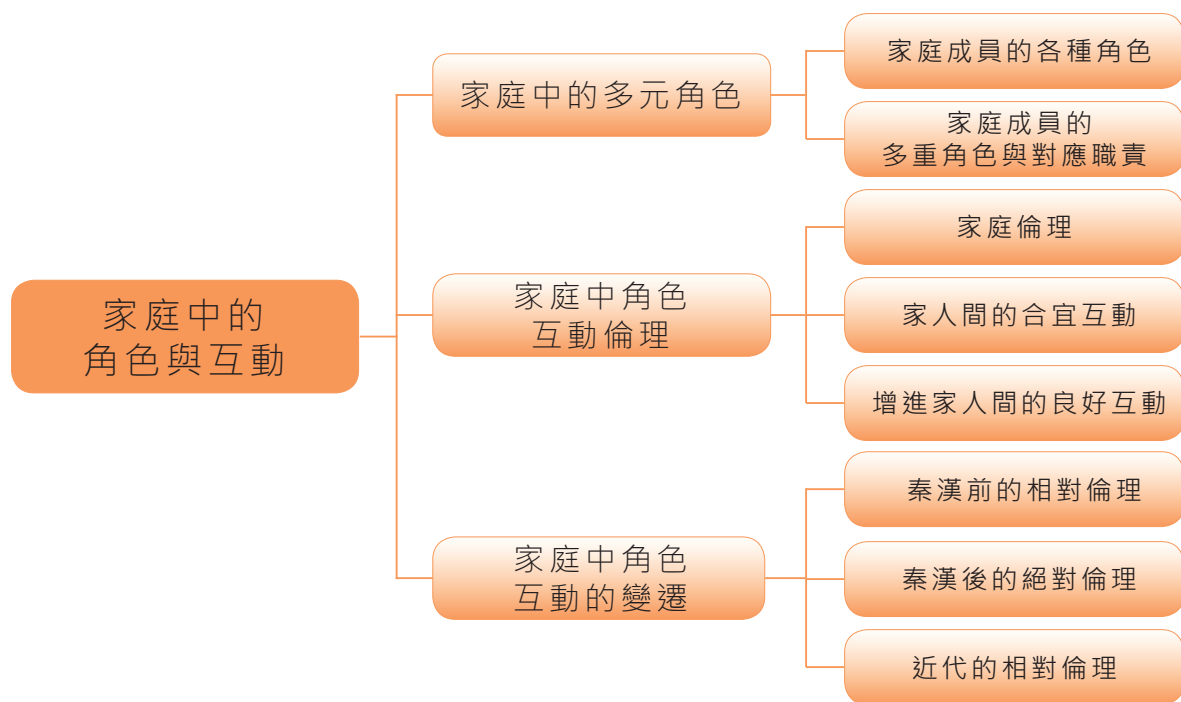 家庭中的
角色與互動
家庭中的多元角色
家庭成員的各種角色
家庭成員的
多重角色與對應職責
家庭中角色
互動倫理
家庭倫理
家人間的合宜互動
增進家人間的良好互動
家庭中角色
互動的變遷
秦漢前的相對倫理
秦漢後的絕對倫理
近代的相對倫理